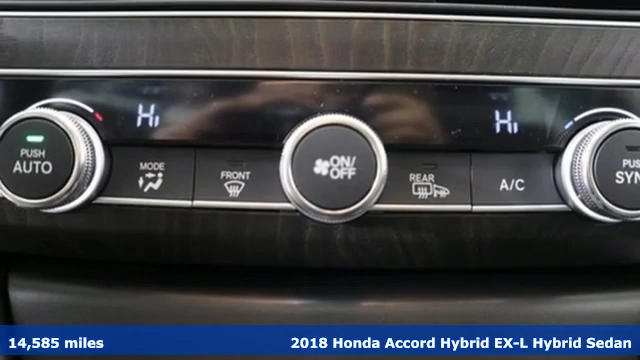 Hi
Hi
PUSH
AUTO
MODE
FRONT
ON/
OFF
REAR
A/C
PUS
SYN
14,585 miles
2018 Honda Accord Hybrid EX-L Hybrid Sedan